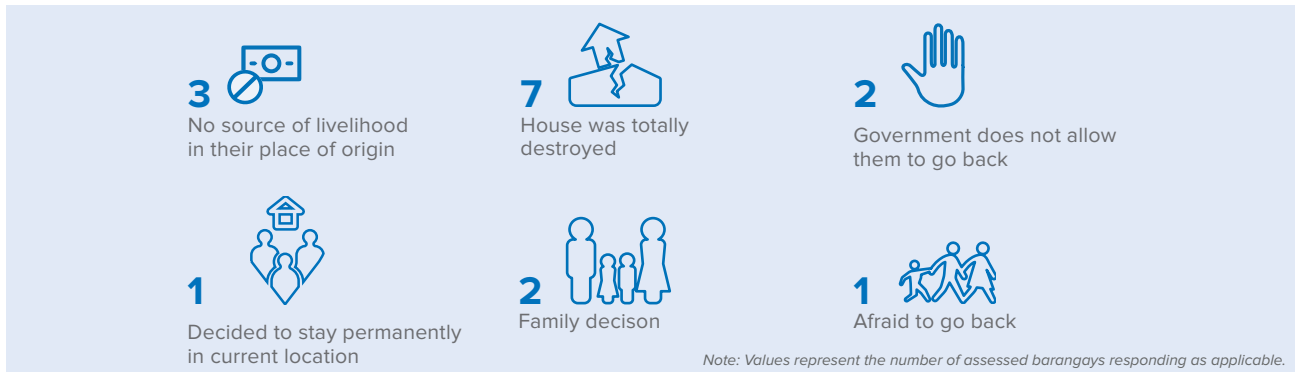 3
No source of livelihood
in their place of origin
7
House was totally
destroyed
2
Government does not allow
them to go back
1
Decided to stay permanently
in current location
2
Family decison
1
Afraid to go back
Note: Values represent the number of assessed barangays responding as applicable.